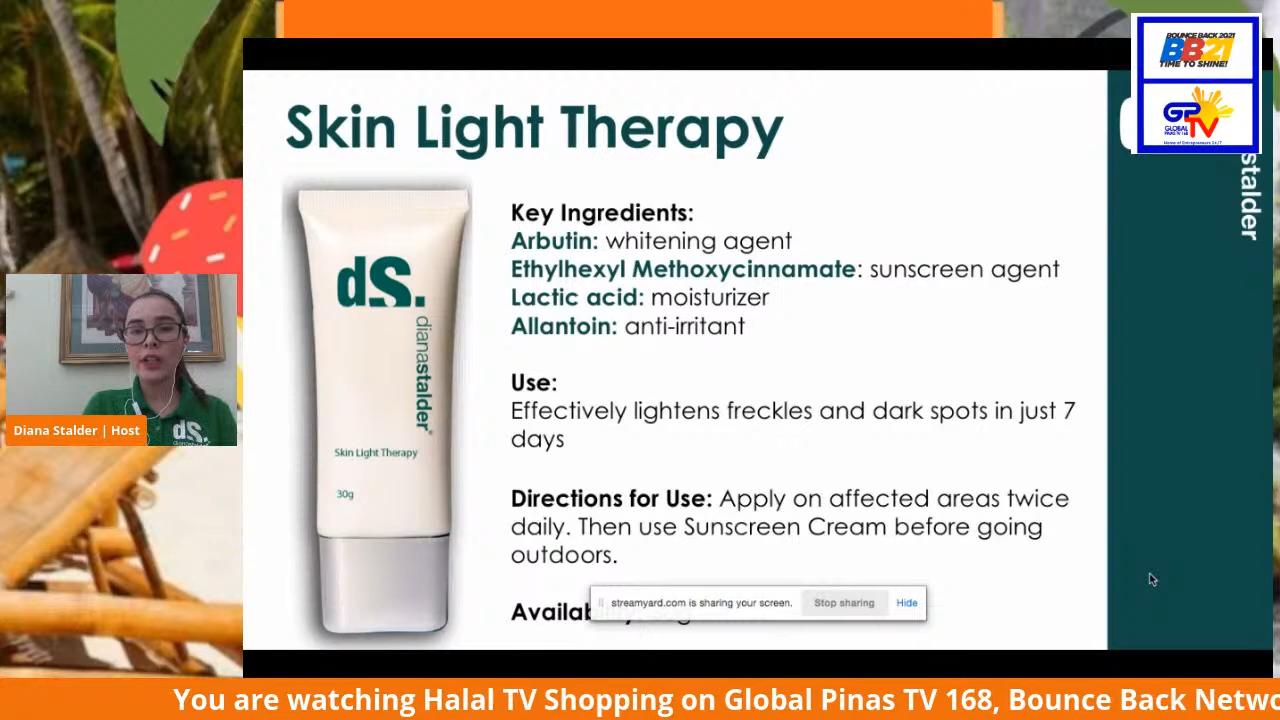 BOUNCE BACK 2021
BB21
TIME TO SHINE!
GPTV
GLOBAL
PINAS TV 168
Home of Entrepreneurs 24/7
stalder
Skin Light Therapy
dS.
dianastalder
Skin Light Therapy
30g
Key Ingredients:
Arbutin: whitening agent
Ethylhexyl Methoxycinnamate: sunscreen agent
Lactic acid: moisturizer
Allantoin: anti-irritant
Use:
Effectively lightens freckles and dark spots in just 7
days
Directions for Use: Apply on affected areas twice
daily. Then use Sunscreen Cream before going
outdoors.
streamyard.com is sharing your screen. Stop sharing Hide
dS.
Diana Stalder | Host
You are watching Halal TV Shopping on Global Pinas TV 168, Bounce Back Netwo